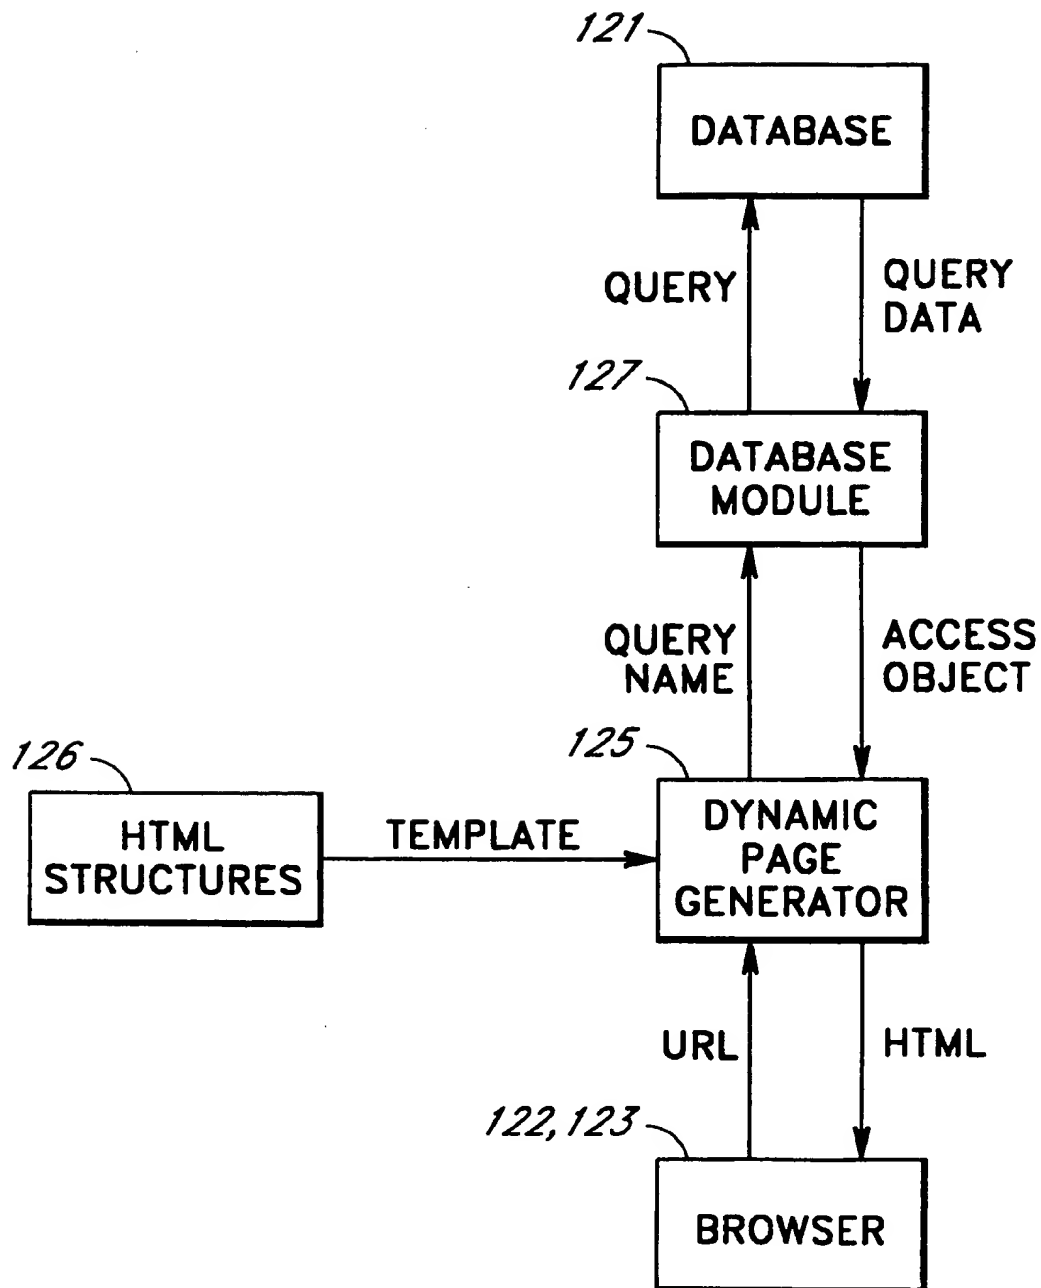 121
DATABASE
QUERY
QUERY
DATA
127
DATABASE
MODULE
QUERY
NAME
ACCESS
OBJECT
126
HTML
STRUCTURES
TEMPLATE
125
DYNAMIC
PAGE
GENERATOR
URL
HTML
122, 123
BROWSER